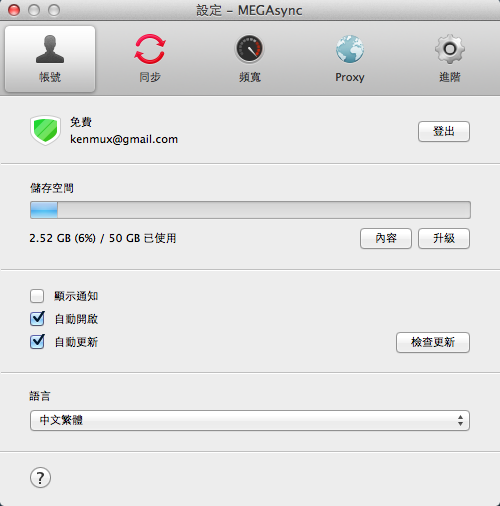 設定 – MEGAsync
帳號
同步
頻寬
Proxy
進階
免費
kenmux@gmail.com
登出
儲存空間
2.52 GB (6%) / 50 GB 已使用
內容
升級
顯示通知
自動開啟
自動更新
檢查更新
語言
中文繁體
?